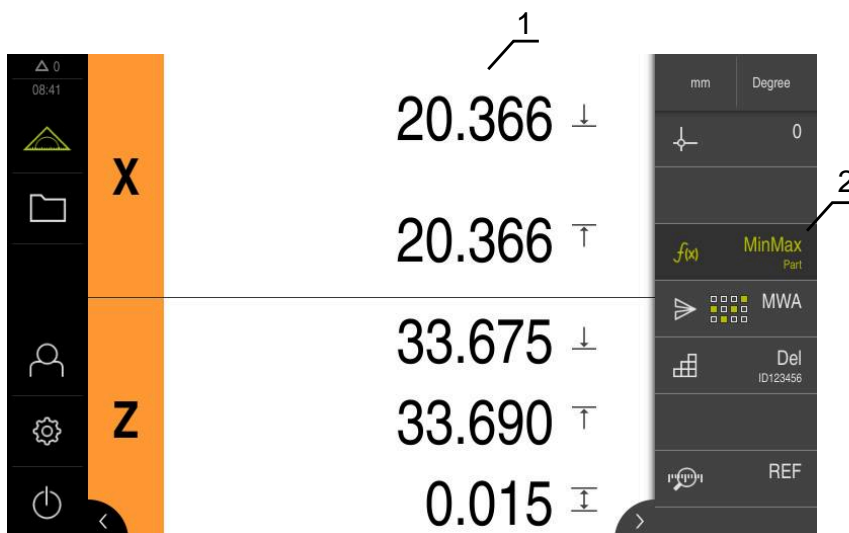 1
△ 0
08:41
mm Degree
20.366
0
X
2
20.366
f(x) MinMax
Part
MWA
33.675
Del
ID123456
Z
33.690
REF
0.015